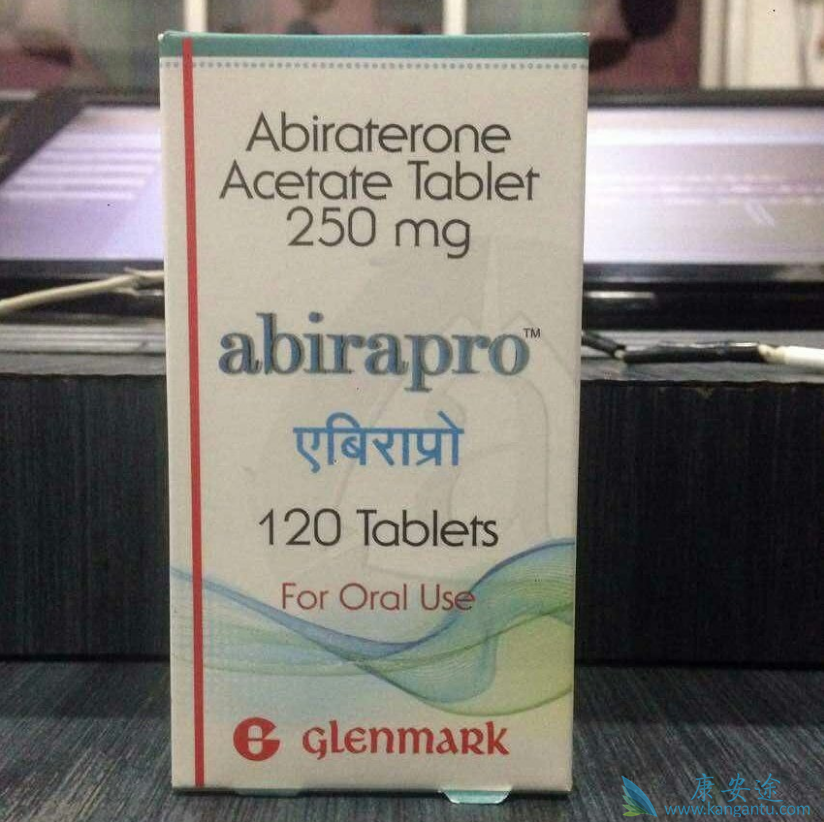 Abiraterone
Acetate Tablet
250 mg
abirapro™
एबिराप्रो
120 Tablets
For Oral Use
G glenmark
康安途
www.kangantu.com